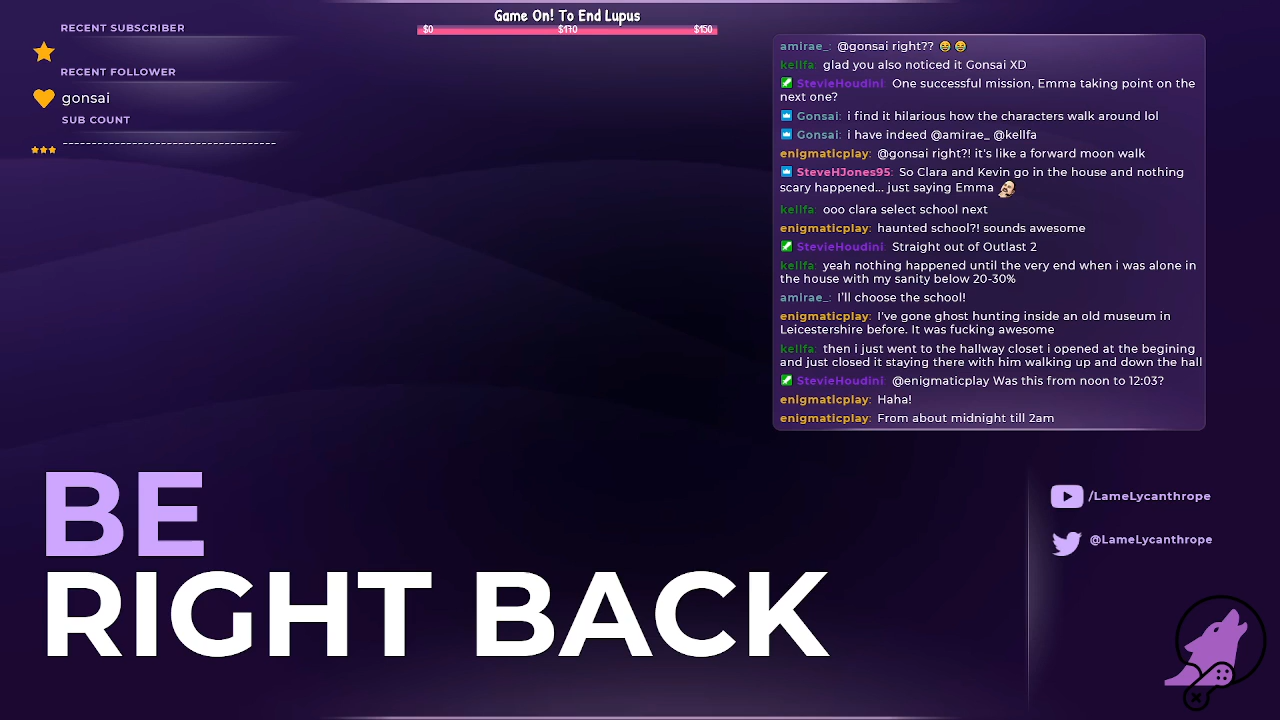 RECENT SUBSCRIBER
RECENT FOLLOWER
gonsai
SUB COUNT
-------------------------------------
Game On! To End Lupus
$0 $170 $150
amirae_: @gonsai right??
kellfa: glad you also noticed it Gonsai XD
StevieHoudini: One successful mission, Emma taking point on the
next one?
Gonsai: i find it hilarious how the characters walk around lol
Gonsai: i have indeed @amirae_ @kellfa
enigmaticplay: @gonsai right?! it's like a forward moon walk
SteveHJones95: So Clara and Kevin go in the house and nothing
scary happened... just saying Emma
kellfa: ooo clara select school next
enigmaticplay: haunted school?! sounds awesome
StevieHoudini: Straight out of Outlast 2
kellfa: yeah nothing happened until the very end when i was alone in
the house with my sanity below 20-30%
amirae_: I'll choose the school!
enigmaticplay: I've gone ghost hunting inside an old museum in
Leicestershire before. It was fucking awesome
kellfa: then i just went to the hallway closet i opened at the begining
and just closed it staying there with him walking up and down the hall
StevieHoudini: @enigmaticplay Was this from noon to 12:03?
enigmaticplay: Haha!
enigmaticplay: From about midnight till 2am
BE
RIGHT BACK
/LameLycanthrope
@LameLycanthrope